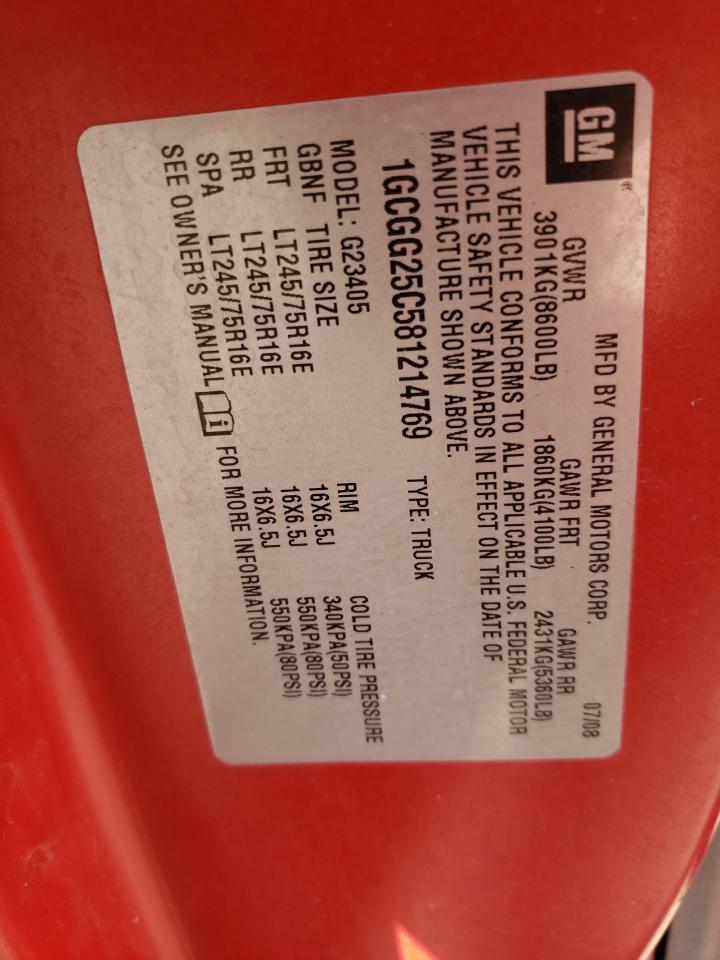 GM®
MFD BY GENERAL MOTORS CORP. 07/08
GVWR GAWR FRT GAWR RR
3901KG(8600LB) 1860KG(4100LB) 2431KG(5360LB)
THIS VEHICLE CONFORMS TO ALL APPLICABLE U.S. FEDERAL MOTOR
VEHICLE SAFETY STANDARDS IN EFFECT ON THE DATE OF
MANUFACTURE SHOWN ABOVE.
1GCGG25C581214769 TYPE: TRUCK
MODEL: G23405
GBNF TIRE SIZE RIM COLD TIRE PRESSURE
FRT LT245/75R16E 16X6.5J 340KPA(50PSI)
RR LT245/75R16E 16X6.5J 550KPA(80PSI)
SPA LT245/75R16E 16X6.5J 550KPA(80PSI)
SEE OWNER'S MANUAL FOR MORE INFORMATION.